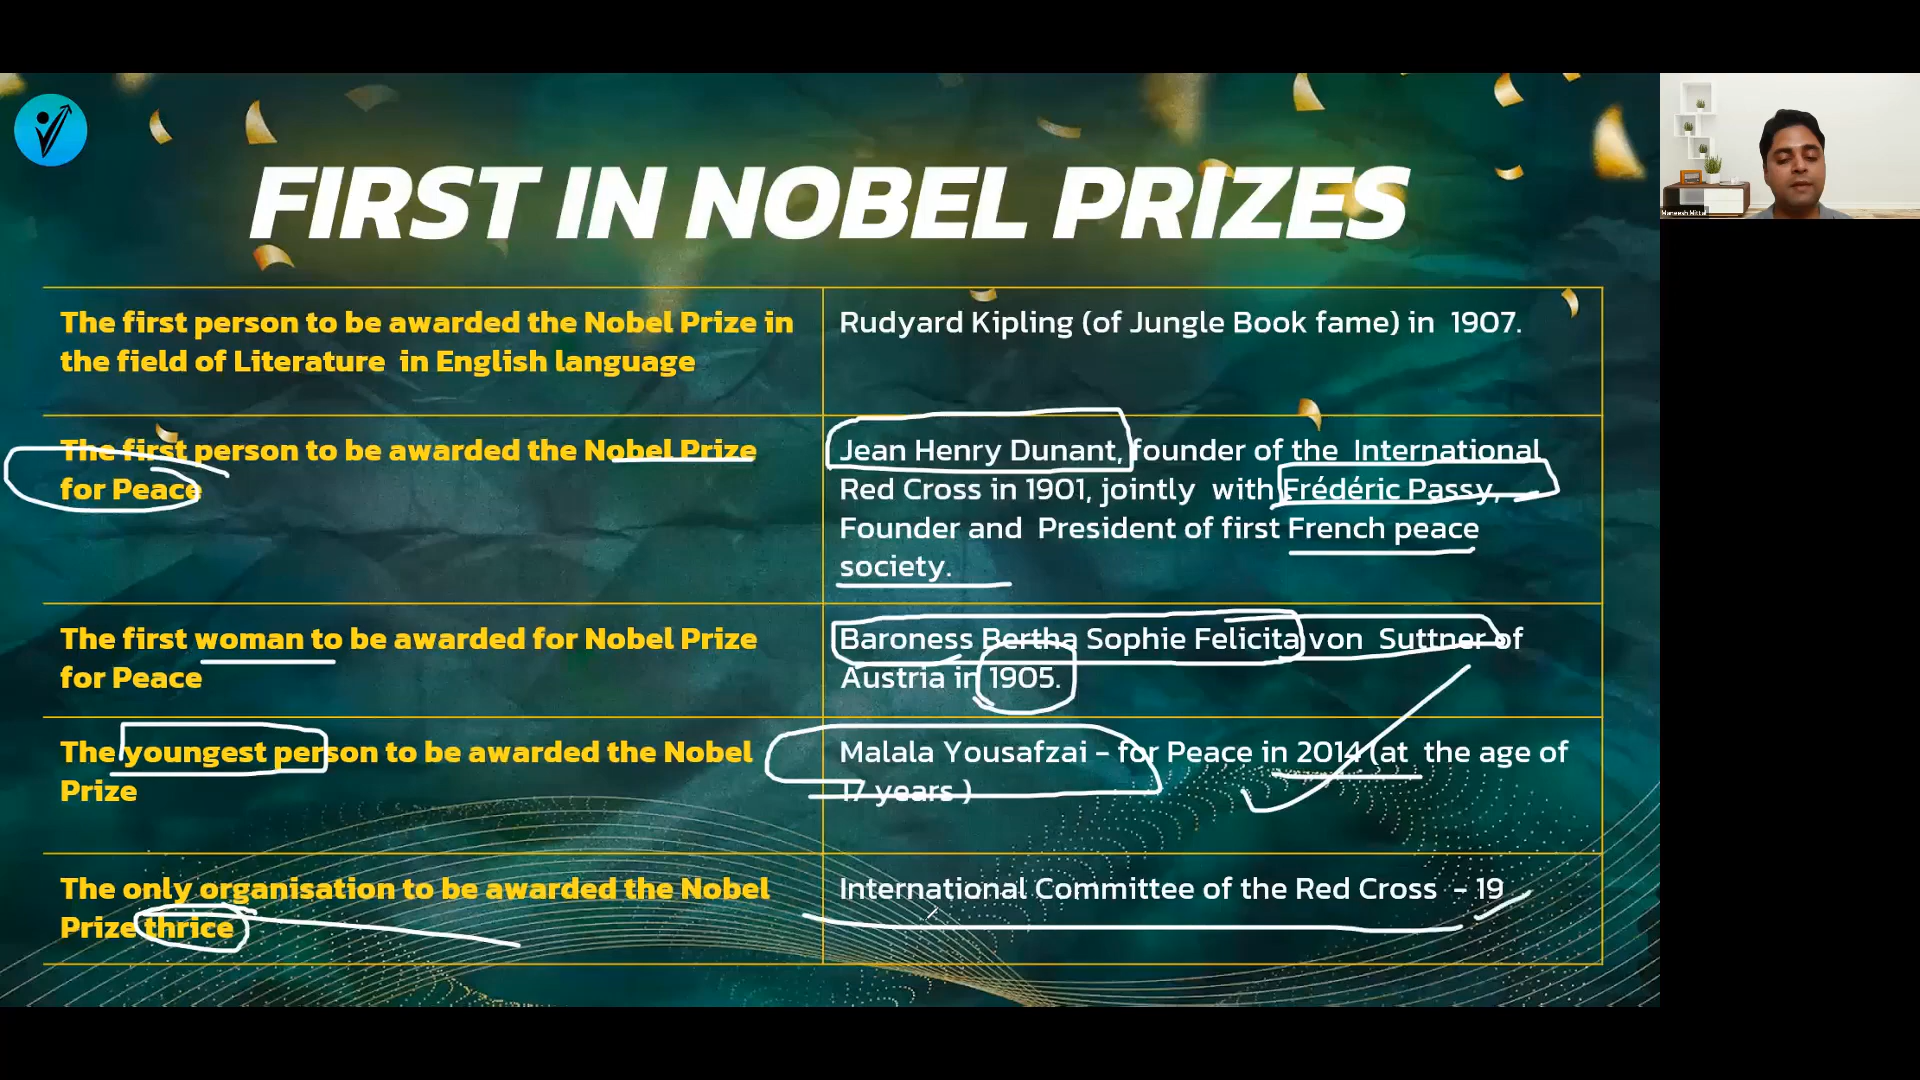 FIRST IN NOBEL PRIZES
The first person to be awarded the Nobel Prize in
the field of Literature in English language
Rudyard Kipling (of Jungle Book fame) in 1907.
The first person to be awarded the Nobel Prize
for Peace
Jean Henry Dunant, founder of the International
Red Cross in 1901, jointly with Frédéric Passy,
Founder and President of first French peace
society.
The first woman to be awarded for Nobel Prize
for Peace
Baroness Bertha Sophie Felicita von Suttner of
Austria in 1905.
The youngest person to be awarded the Nobel
Prize
Malala Yousafzai – for Peace in 2014 (at the age of
17 years )
The only organisation to be awarded the Nobel
Prize thrice
International Committee of the Red Cross - 19
Maneesh Mittal